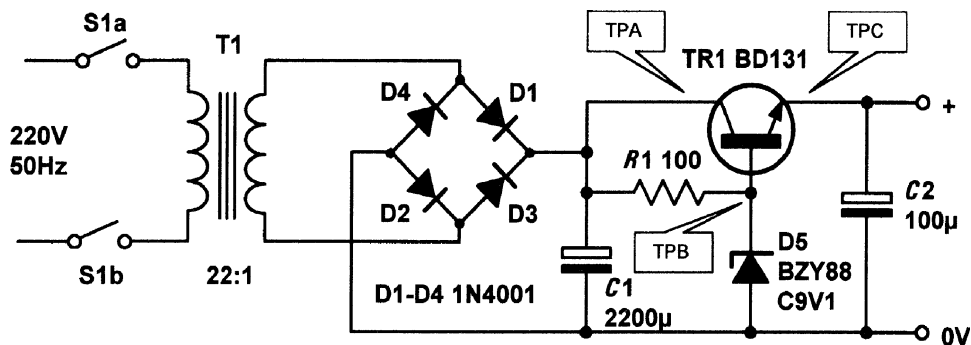 S1a
T1
TPA
TPC
TR1 BD131
D4
D1
+
220V
50Hz
R1 100
C2
100µ
D2
D3
TPB
D5
BZY88
C9V1
S1b
22:1
D1-D4 1N4001
C1
2200µ
0V